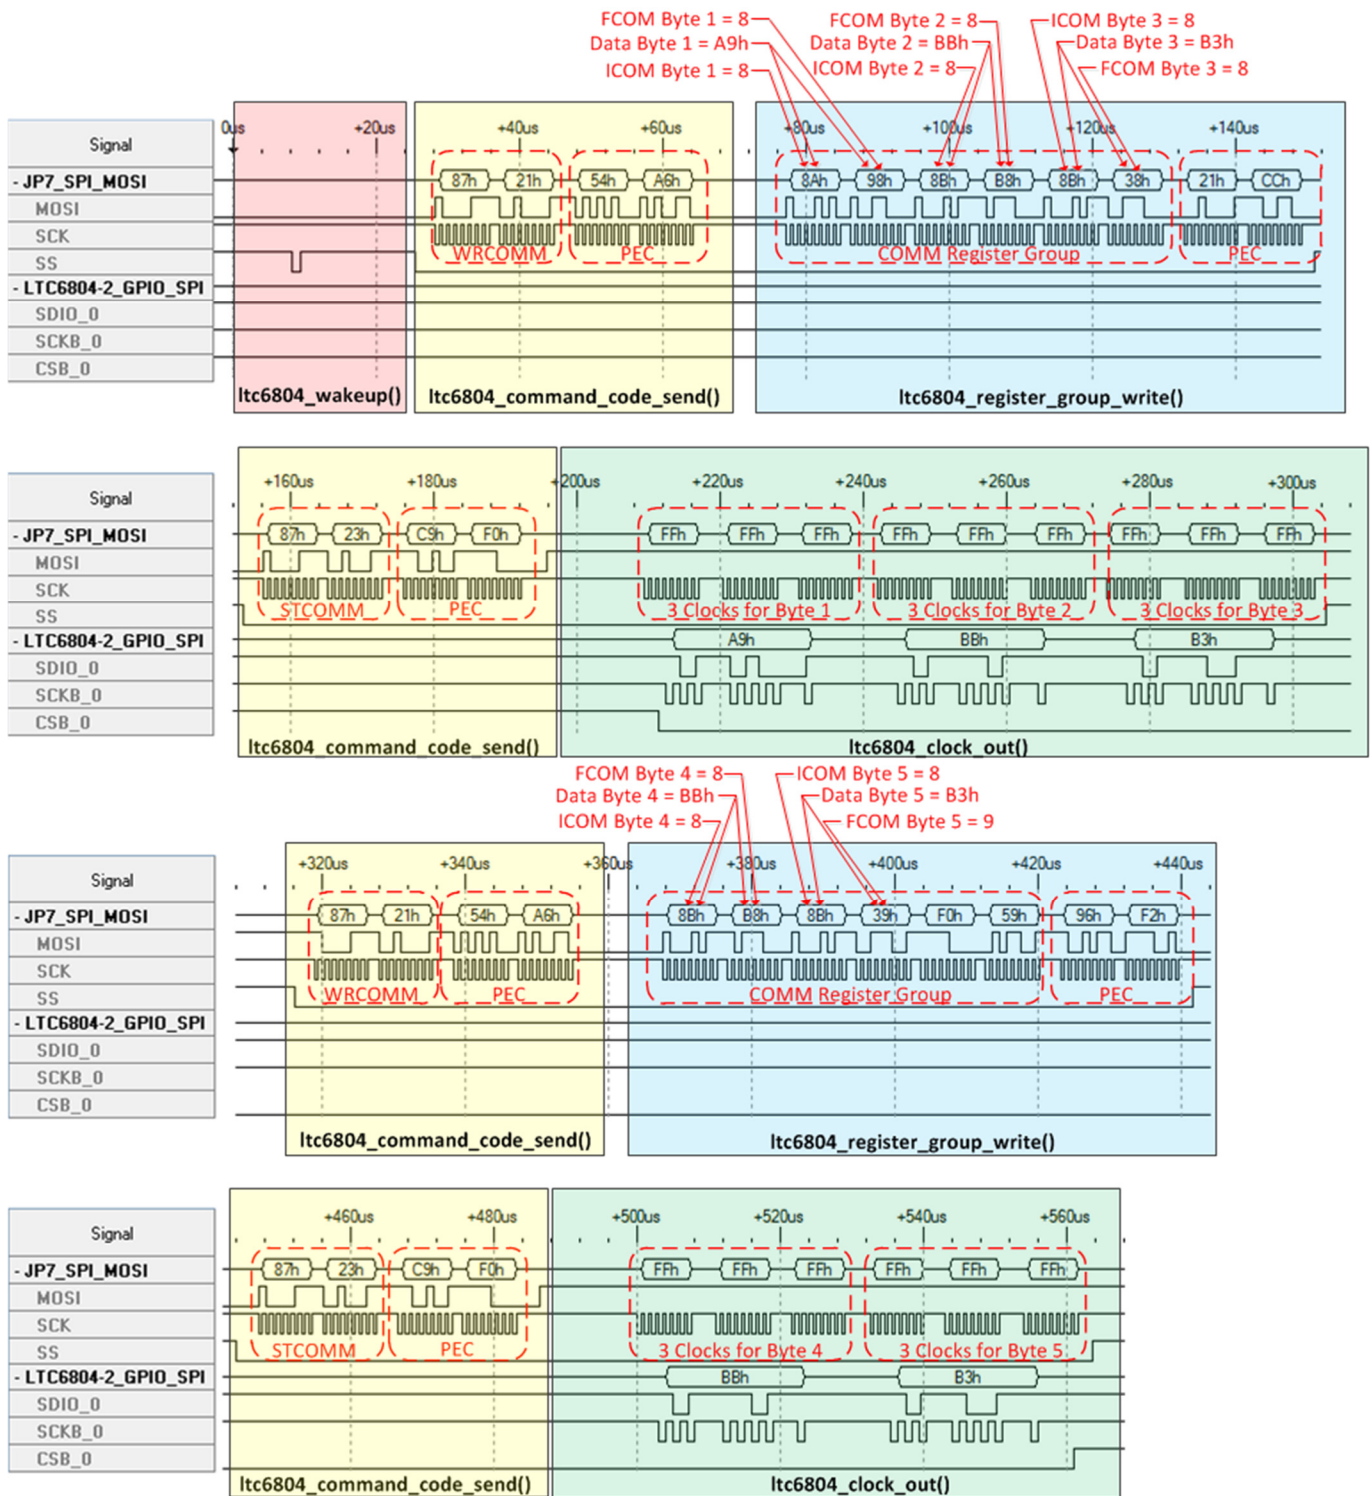 FCOM Byte 1 = 8 FCOM Byte 2 = 8 ICOM Byte 3 = 8
Data Byte 1 = A9h Data Byte 2 = BBh Data Byte 3 = B3h
ICOM Byte 1 = 8 ICOM Byte 2 = 8 FCOM Byte 3 = 8
Signal 0us +20us +40us +60us +80us +100us +120us +140us
- JP7_SPI_MOSI 87h 21h 54h A6h 8Ah 98h 8Bh B8h 8Bh 38h 21h CCh
MOSI
SCK
WRCOMM PEC COMM Register Group PEC
SS
- LTC6804-2_GPIO_SPI
SDIO_0
SCKB_0
CSB_0
ltc6804_wakeup() ltc6804_command_code_send() ltc6804_register_group_write()
Signal +160us +180us +200us +220us +240us +260us +280us +300us
- JP7_SPI_MOSI 87h 23h C9h F0h FFh FFh FFh FFh FFh FFh FFh FFh FFh
MOSI
SCK
STCOMM PEC 3 Clocks for Byte 1 3 Clocks for Byte 2 3 Clocks for Byte 3
SS
- LTC6804-2_GPIO_SPI A9h BBh B3h
SDIO_0
SCKB_0
CSB_0
ltc6804_command_code_send() ltc6804_clock_out()
FCOM Byte 4 = 8 ICOM Byte 5 = 8
Data Byte 4 = BBh Data Byte 5 = B3h
ICOM Byte 4 = 8 FCOM Byte 5 = 9
Signal +320us +340us +360us +380us +400us +420us +440us
- JP7_SPI_MOSI 87h 21h 54h A6h 8Bh B8h 8Bh 39h F0h 59h 96h F2h
MOSI
SCK
SS WRCOMM PEC COMM Register Group PEC
- LTC6804-2_GPIO_SPI
SDIO_0
SCKB_0
CSB_0
ltc6804_command_code_send() ltc6804_register_group_write()
Signal +460us +480us +500us +520us +540us +560us
- JP7_SPI_MOSI 87h 23h C9h F0h FFh FFh FFh FFh FFh FFh
MOSI
SCK
SS STCOMM PEC 3 Clocks for Byte 4 3 Clocks for Byte 5
- LTC6804-2_GPIO_SPI BBh B3h
SDIO_0
SCKB_0
CSB_0
ltc6804_command_code_send() ltc6804_clock_out()